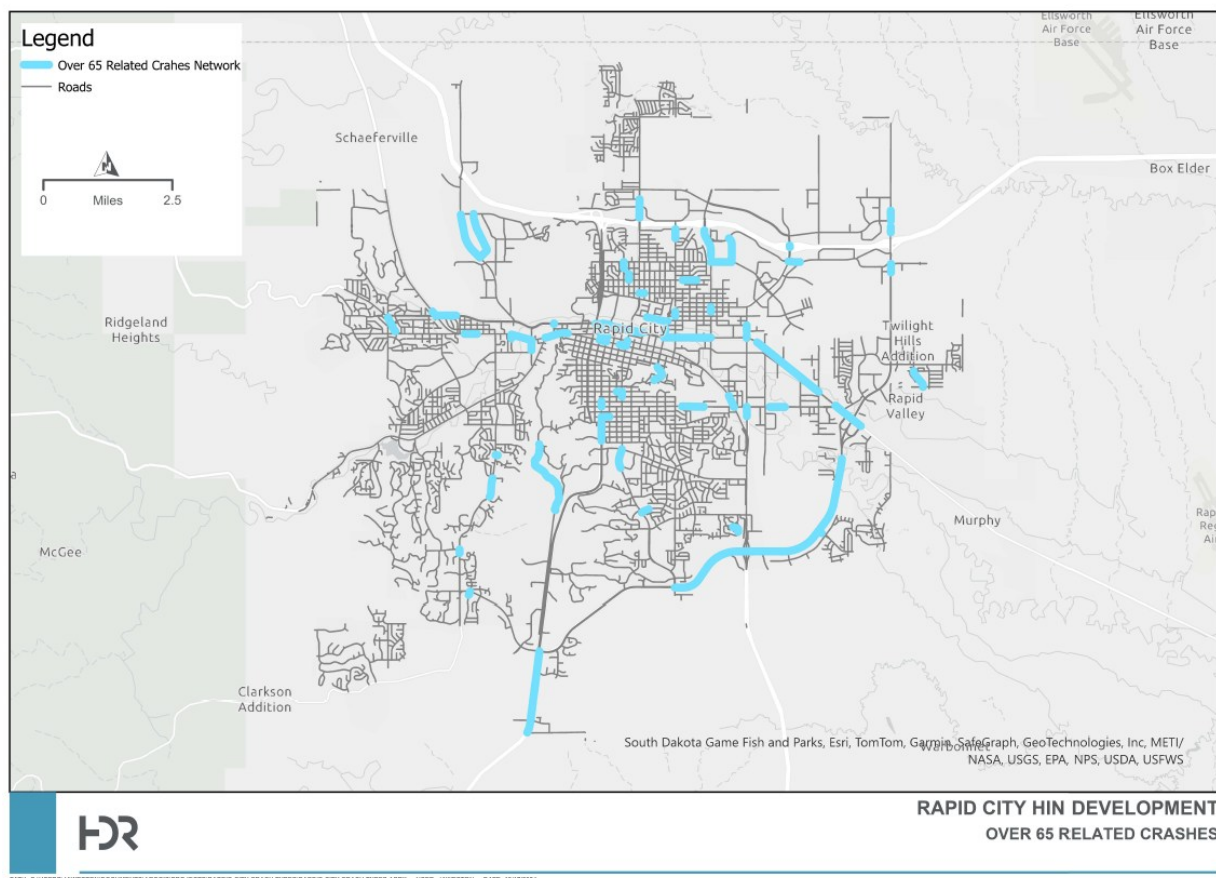 Legend
Over 65 Related Crahes Network
Roads
0 Miles 2.5
Ellsworth
Air Force
Base
Ellsworth
Air Force
Base
Schaeferville
Box Elder
Ridgeland
Heights
Rapid City
Twilight
Hills
Addition
Rapid
Valley
a
McGee
Murphy
Clarkson
Addition
South Dakota Game Fish and Parks, Esri, TomTom, Garmin, SafeGraph, GeoTechnologies, Inc, METI/
NASA, USGS, EPA, NPS, USDA, USFWS
HDR
RAPID CITY HIN DEVELOPMENT
OVER 65 RELATED CRASHES